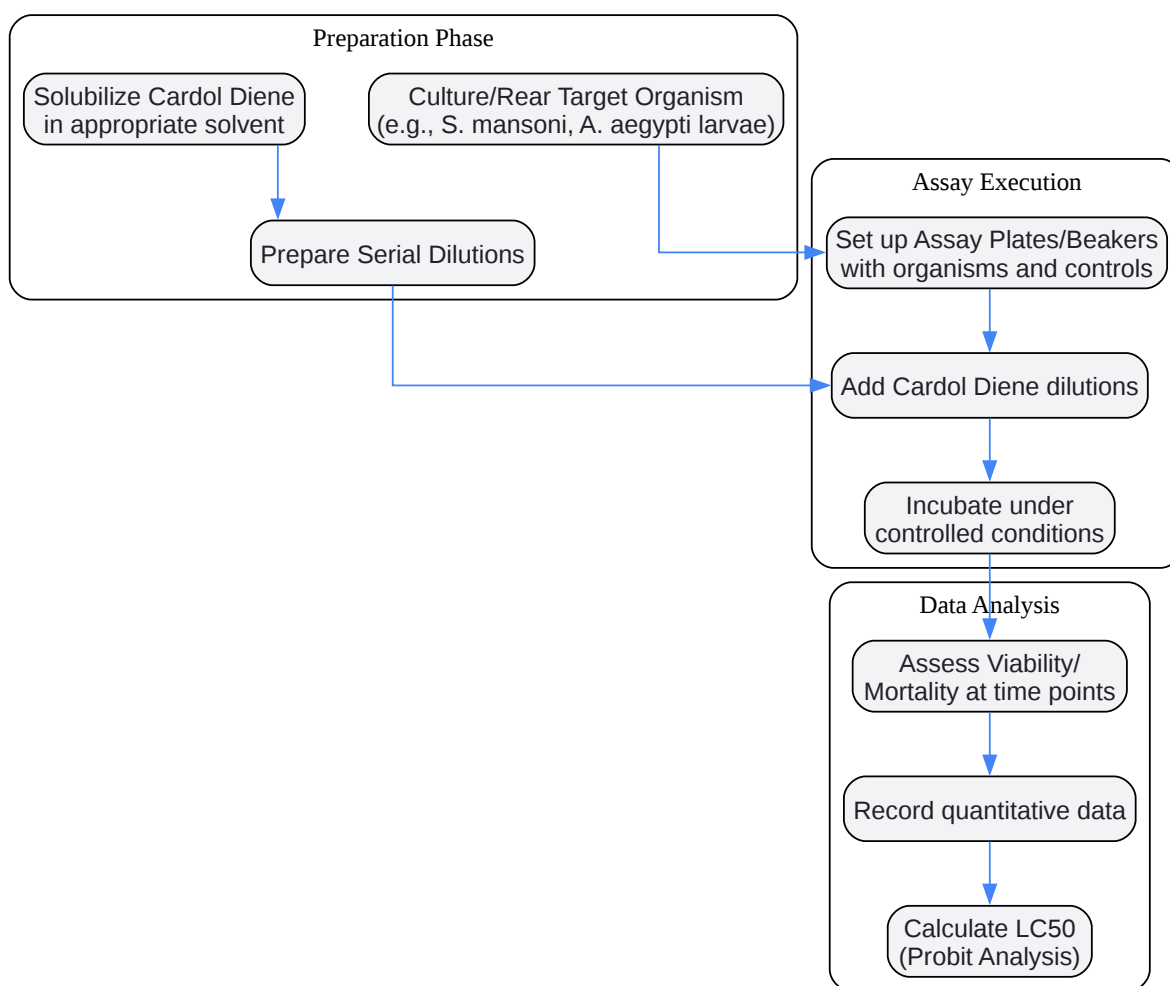 Preparation Phase
Solubilize Cardol Diene
in appropriate solvent
Culture/Rear Target Organism
(e.g., S. mansoni, A. aegypti larvae)
Prepare Serial Dilutions
Assay Execution
Set up Assay Plates/Beakers
with organisms and controls
Add Cardol Diene dilutions
Incubate under
controlled conditions
Data Analysis
Assess Viability/
Mortality at time points
Record quantitative data
Calculate LC50
(Probit Analysis)